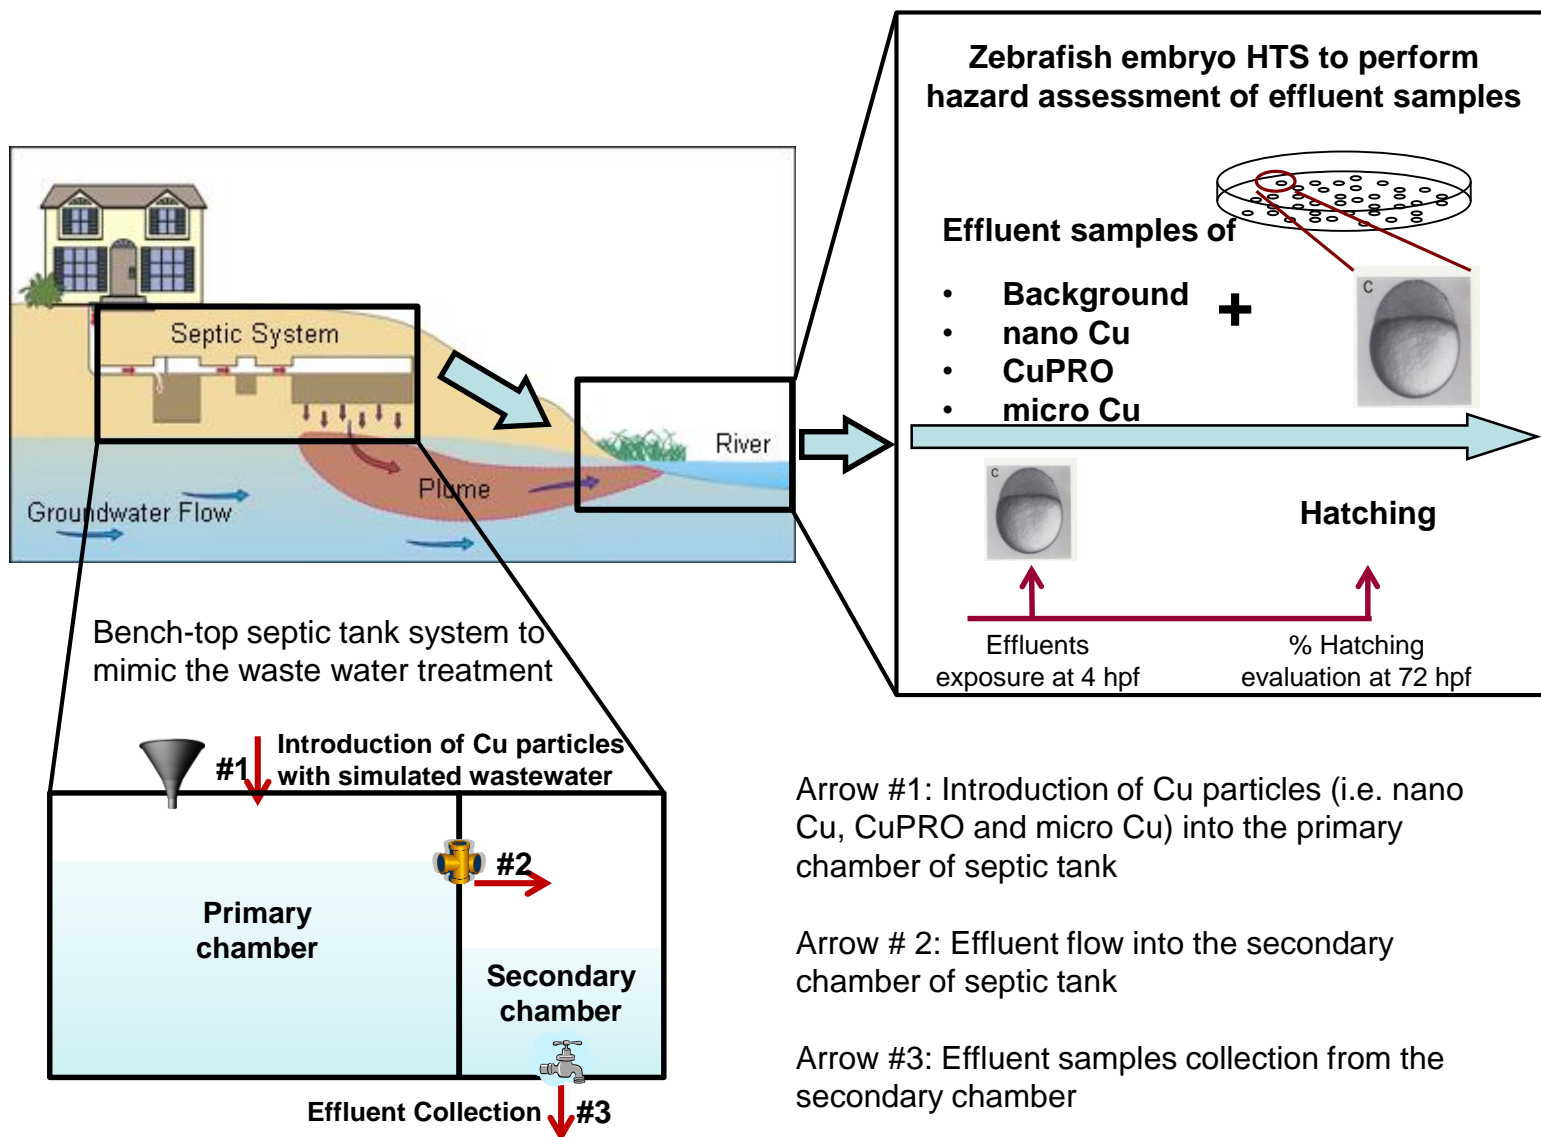 Zebrafish embryo HTS to perform
hazard assessment of effluent samples
Effluent samples of
• Background
• nano Cu
• CuPRO
• micro Cu
+
C
C
Hatching
Effluents
exposure at 4 hpf
% Hatching
evaluation at 72 hpf
Septic System
River
Plume
Groundwater Flow
Bench-top septic tank system to
mimic the waste water treatment
#1
Introduction of Cu particles
with simulated wastewater
#2
Primary
chamber
Secondary
chamber
Effluent Collection
#3
Arrow #1: Introduction of Cu particles (i.e. nano
Cu, CuPRO and micro Cu) into the primary
chamber of septic tank
Arrow # 2: Effluent flow into the secondary
chamber of septic tank
Arrow #3: Effluent samples collection from the
secondary chamber